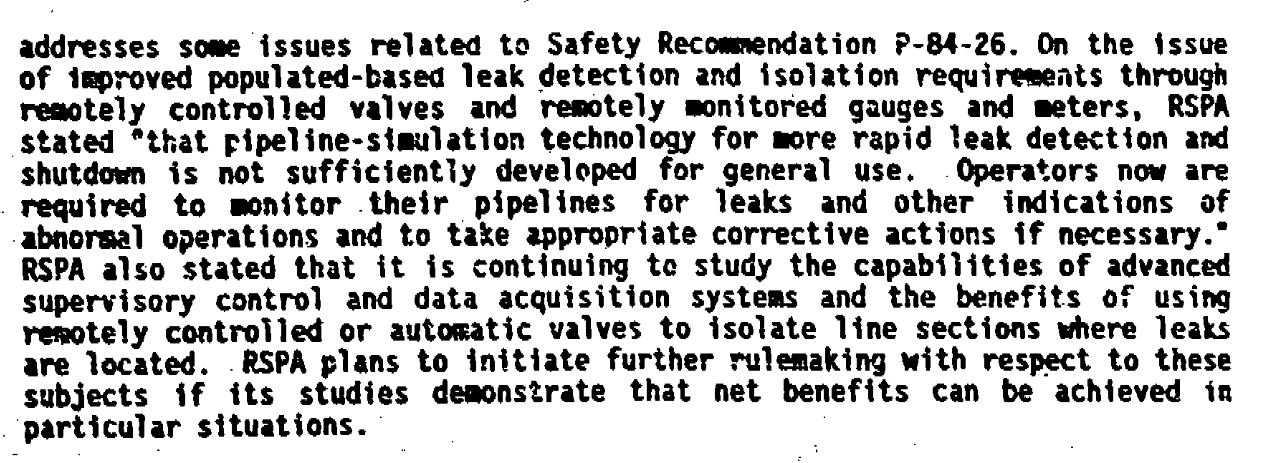 addresses some issues related to Safety Recommendation P-84-26. On the issue
of improved populated-based leak detection and isolation requirements through
remotely controlled valves and remotely monitored gauges and meters, RSPA
stated "that pipeline-simulation technology for more rapid leak detection and
shutdown is not sufficiently developed for general use. Operators now are
required to monitor their pipelines for leaks and other indications of
abnormal operations and to take appropriate corrective actions if necessary."
RSPA also stated that it is continuing to study the capabilities of advanced
supervisory control and data acquisition systems and the benefits of using
remotely controlled or automatic valves to isolate line sections where leaks
are located. RSPA plans to initiate further rulemaking with respect to these
subjects if its studies demonstrate that net benefits can be achieved in
particular situations.